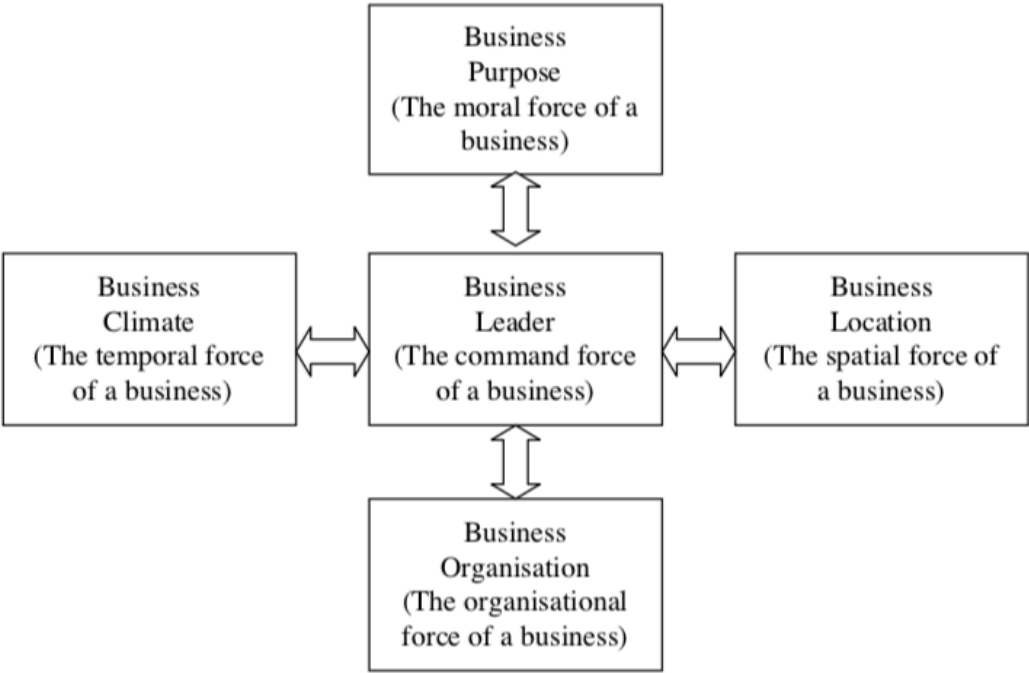 Business
Purpose
(The moral force of a
business)
Business
Climate
(The temporal force
of a business)
Business
Leader
(The command force
of a business)
Business
Location
(The spatial force of
a business)
Business
Organisation
(The organisational
force of a business)